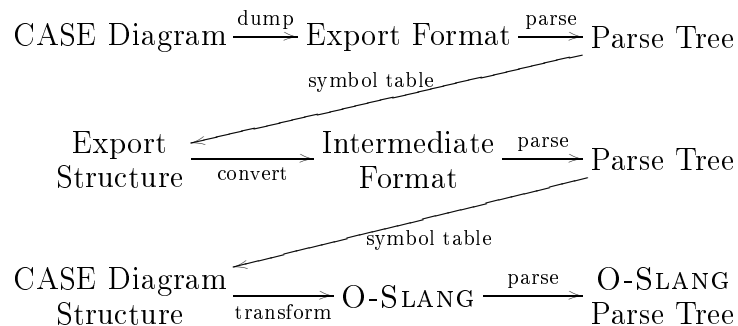 dump parse
CASE Diagram Export Format Parse Tree
symbol table
Export Intermediate parse
Structure convert Format Parse Tree
symbol table
CASE Diagram parse O-SLANG
Structure transform O-SLANG Parse Tree